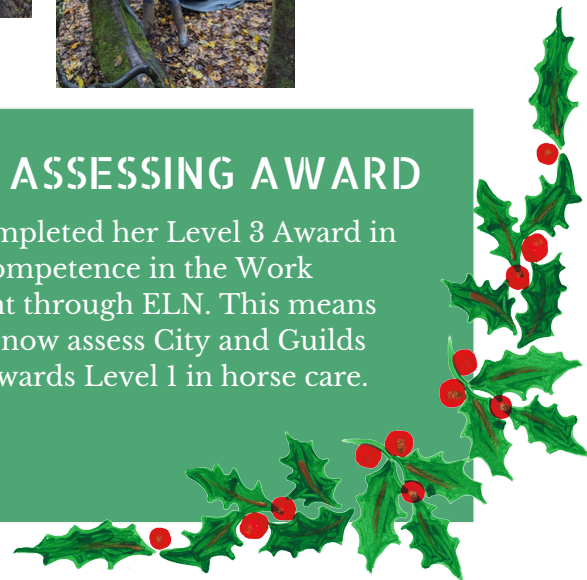 ASSESSING AWARD
mpleted her Level 3 Award in
ompetence in the Work
nt through ELN. This means
now assess City and Guilds
wards Level 1 in horse care.